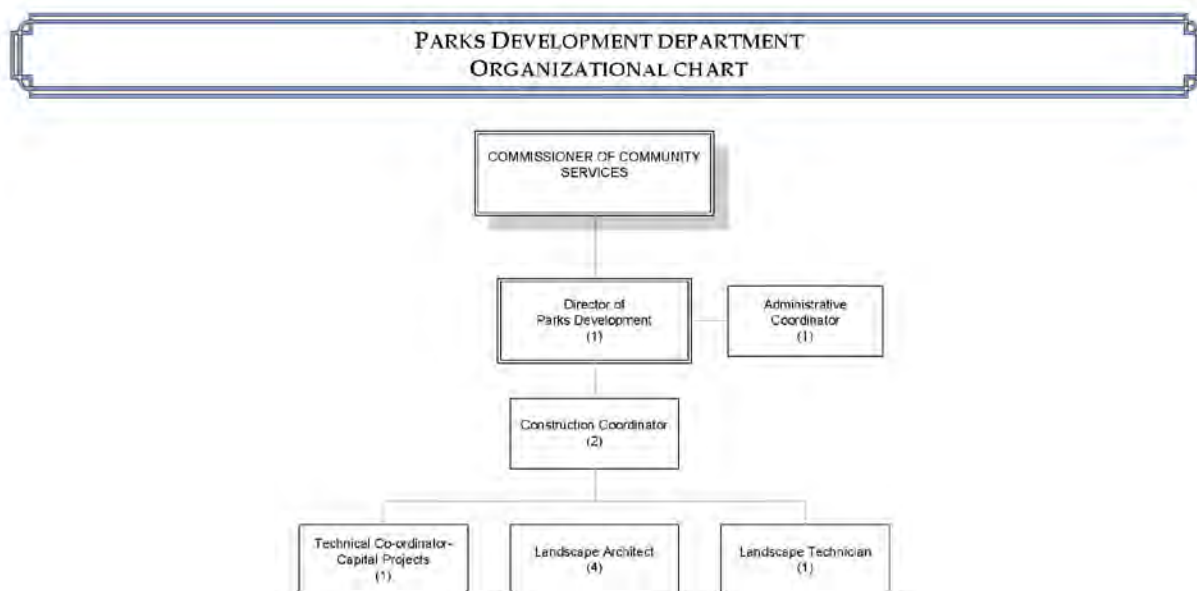 PARKS DEVELOPMENT DEPARTMENT
ORGANIZATIONAL CHART
COMMISSIONER OF COMMUNITY
SERVICES
Director of
Parks Development
(1)
Administrative
Coordinator
(1)
Construction Coordinator
(2)
Technical Co-ordinator-
Capital Projects
(1)
Landscape Architect
(4)
Landscape Technician
(1)